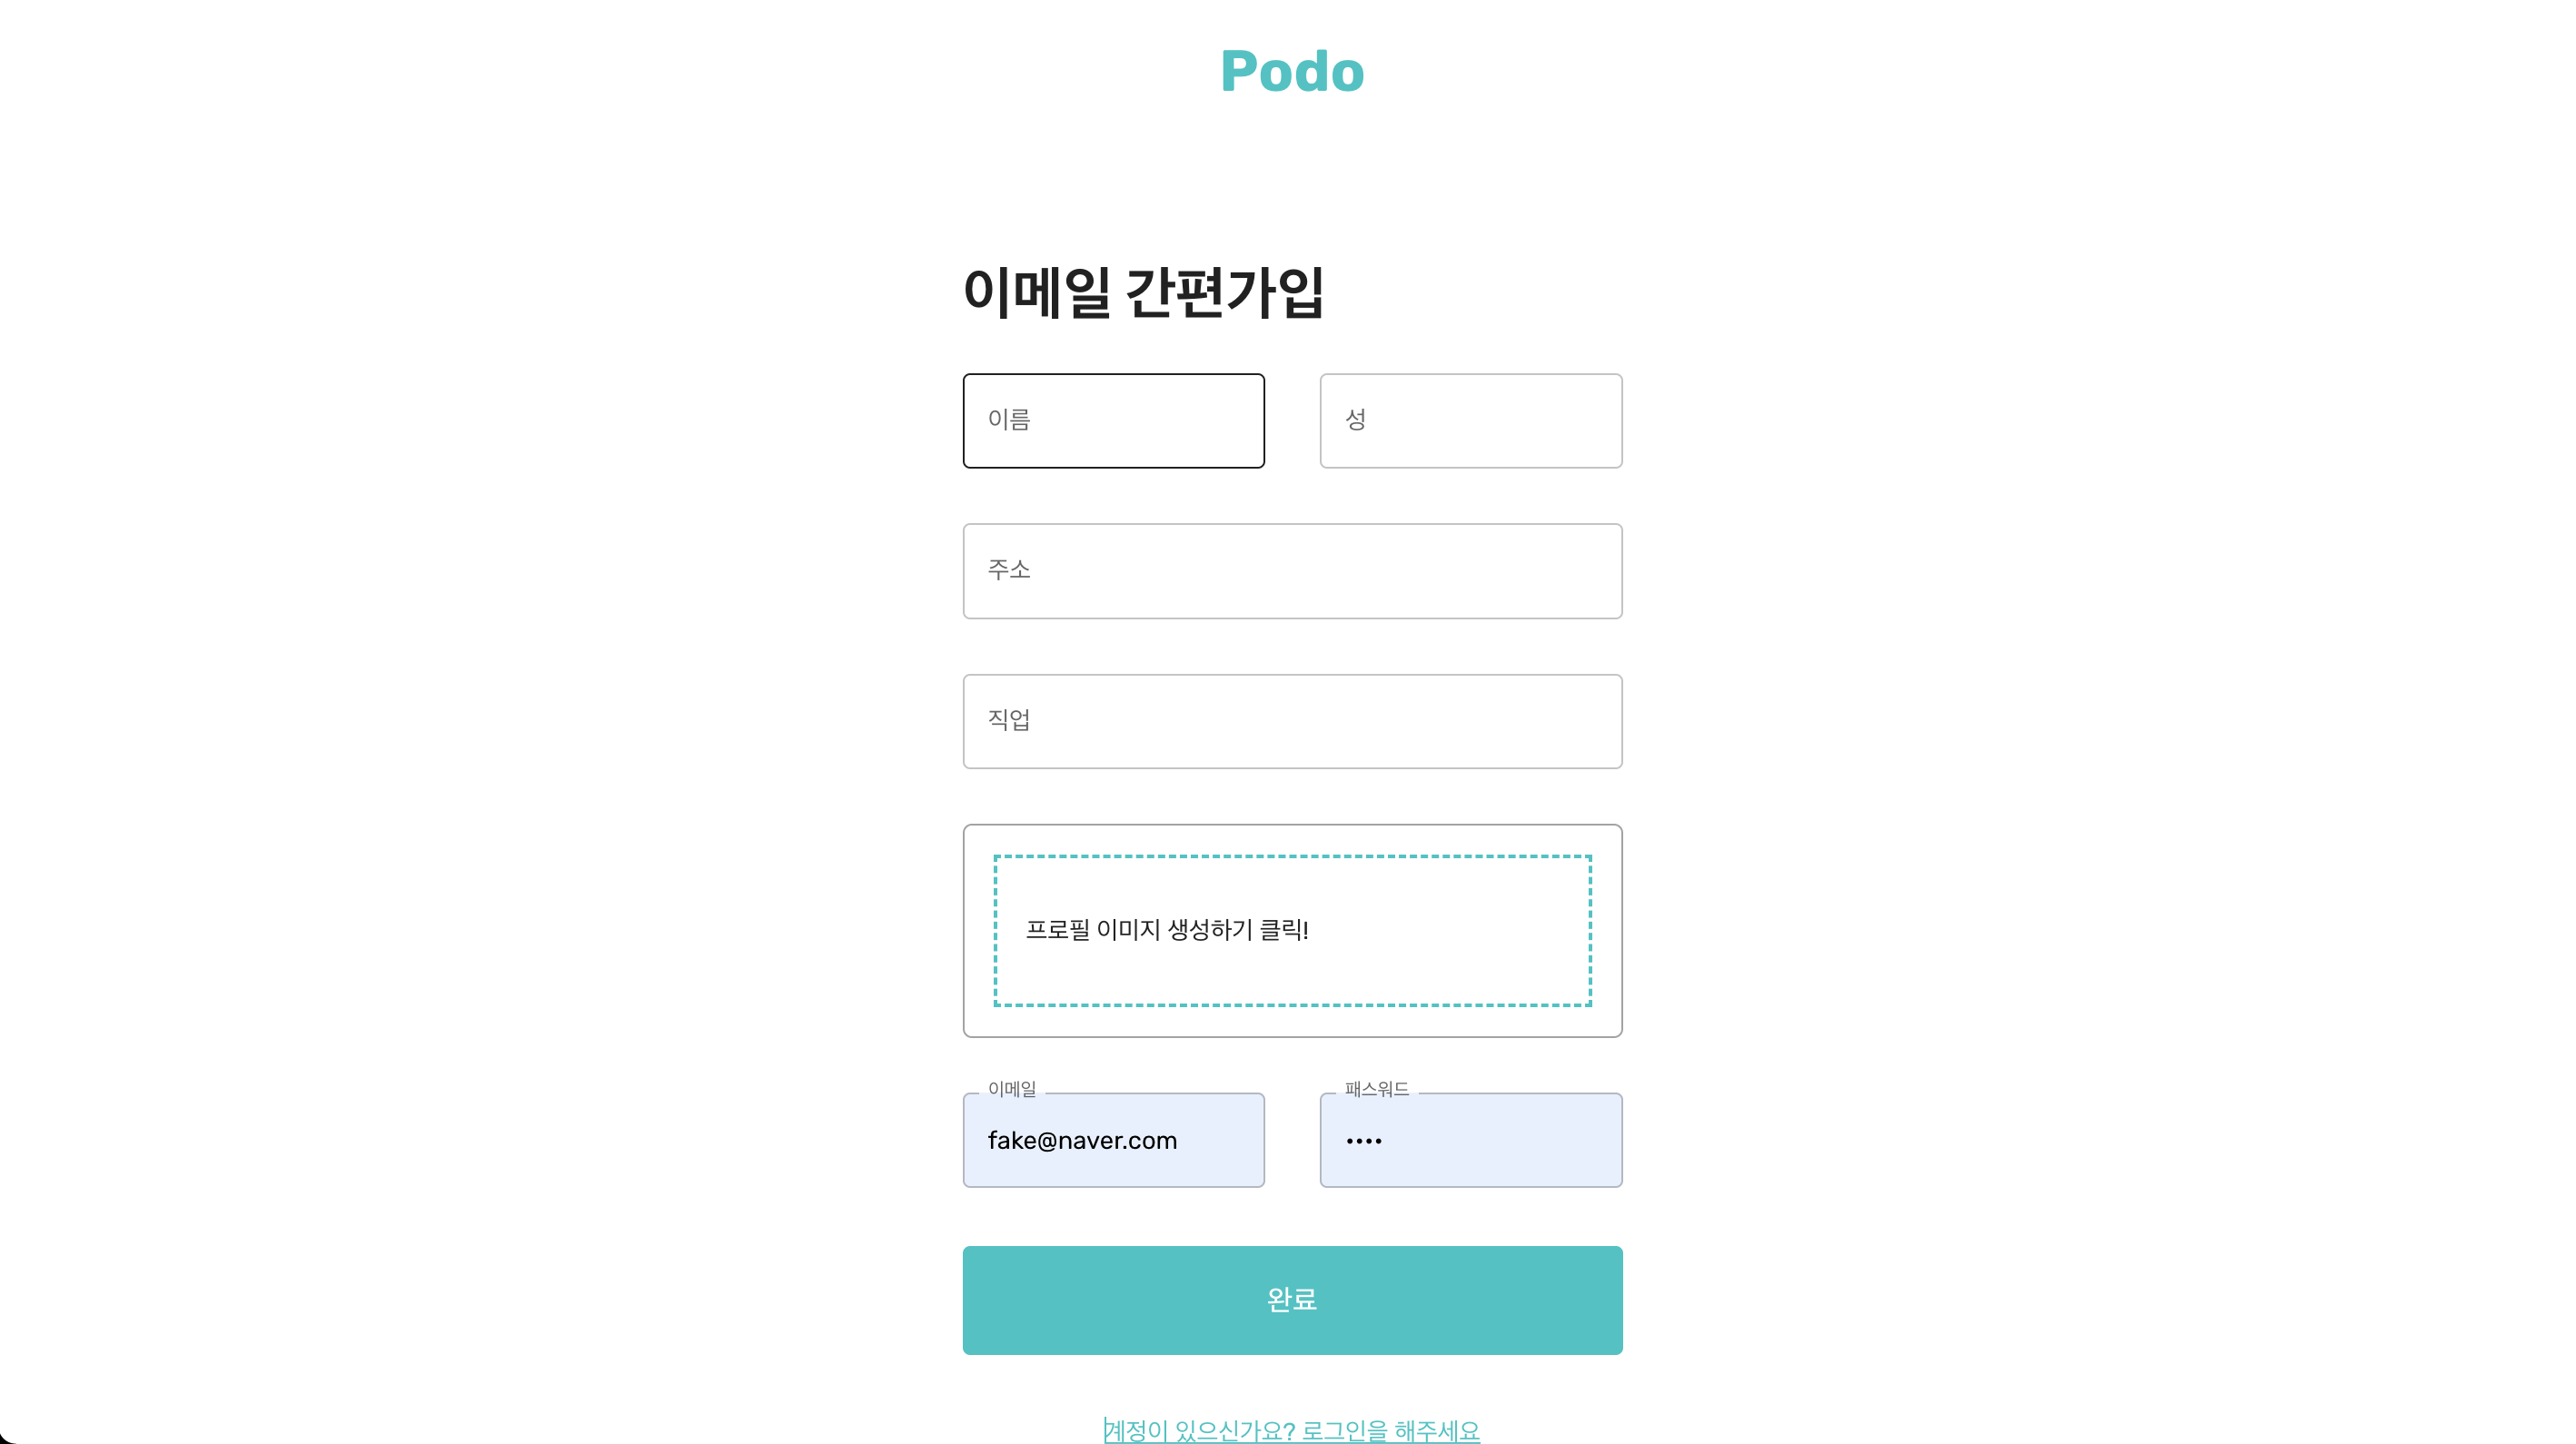 Podo
이메일 간편가입
이름
성
주소
직업
프로필 이미지 생성하기 클릭!
이메일
패스워드
fake@naver.com
••••
완료
계정이 있으신가요? 로그인을 해주세요